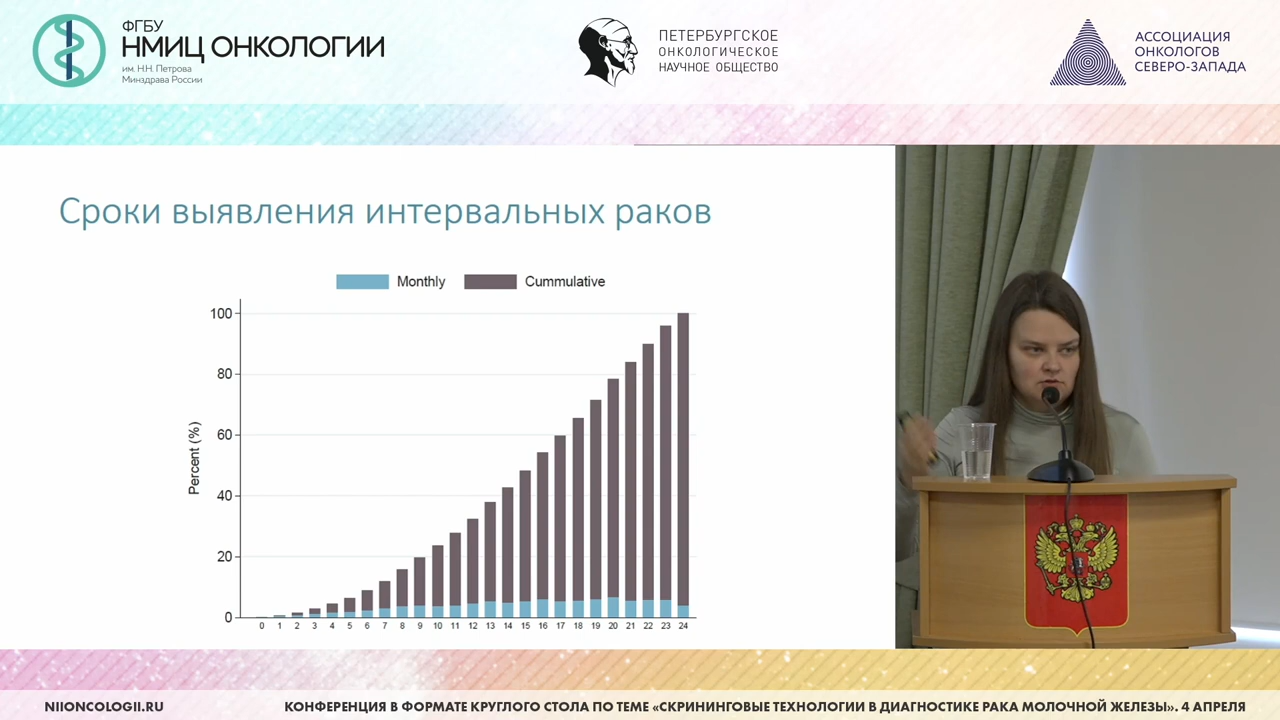 ФГБУ
НМИЦ ОНКОЛОГИИ
им. Н.Н. Петрова
Минздрава России
ПЕТЕРБУРГСКОЕ
ОНКОЛОГИЧЕСКОЕ
НАУЧНОЕ ОБЩЕСТВО
АССОЦИАЦИЯ
ОНКОЛОГОВ
СЕВЕРО-ЗАПАДА
Сроки выявления интервальных раков
Monthly Cummulative
Percent (%)
100
80
60
40
20
0
0 1 2 3 4 5 6 7 8 9 10 11 12 13 14 15 16 17 18 19 20 21 22 23 24
NIIONCOLOGII.RU
КОНФЕРЕНЦИЯ В ФОРМАТЕ КРУГЛОГО СТОЛА ПО ТЕМЕ «СКРИНИНГОВЫЕ ТЕХНОЛОГИИ В ДИАГНОСТИКЕ РАКА МОЛОЧНОЙ ЖЕЛЕЗЫ». 4 АПРЕЛЯ